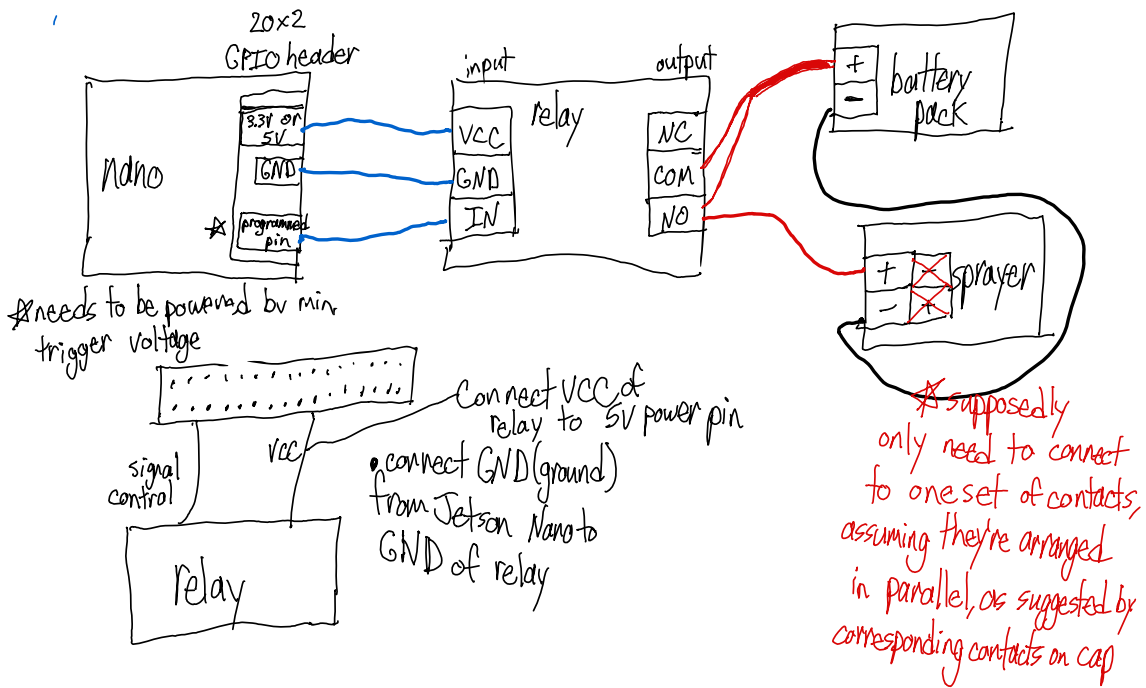 20x2
GPIO header
nano
3.3V or
5V
GND
☆ programmed
pin
☆ needs to be powered by min.
trigger voltage
input
output
relay
VCC
GND
IN
NC
COM
NO
+
-
battery
pack
+ -
- +
sprayer
signal
control
VCC
relay
Connect VCC of
relay to 5V power pin
• connect GND (ground)
from Jetson Nano to
GND of relay
☆ supposedly
only need to connect
to one set of contacts,
assuming they're arranged
in parallel, as suggested by
corresponding contacts on cap